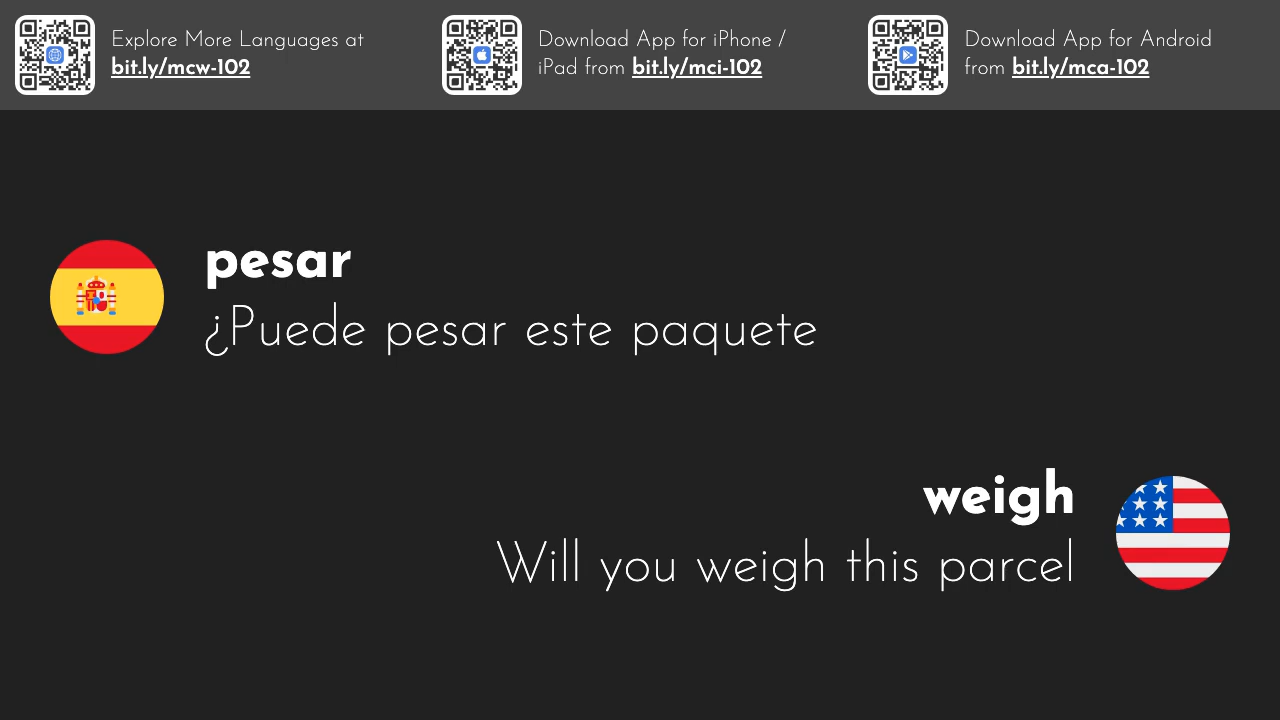 Explore More Languages at
bit.ly/mcw-102
Download App for iPhone /
iPad from bit.ly/mci-102
Download App for Android
from bit.ly/mca-102
pesar
¿Puede pesar este paquete
weigh
Will you weigh this parcel